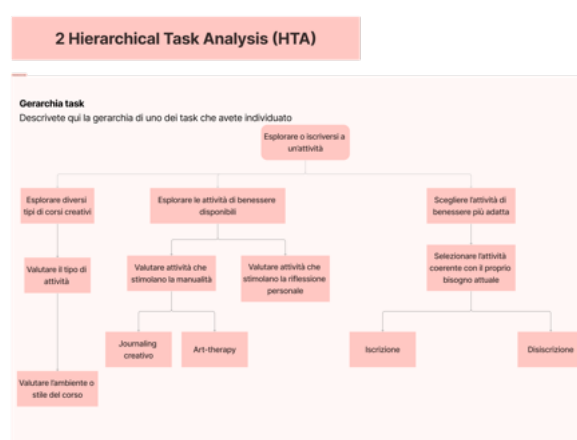 2 Hierarchical Task Analysis (HTA)
Gerarchia task
Descrivete qui la gerarchia di uno dei task che avete individuato
Esplorare o iscriversi a
un'attività
Esplorare diversi
tipi di corsi creativi
Esplorare le attività di benessere
disponibili
Scegliere l'attività di
benessere più adatta
Valutare il tipo di
attività
Valutare attività che
stimolano la manualità
Valutare attività che
stimolano la riflessione
personale
Selezionare l'attività
coerente con il proprio
bisogno attuale
Journaling
creativo
Art-therapy
Iscrizione
Disiscrizione
Valutare l'ambiente o
stile del corso